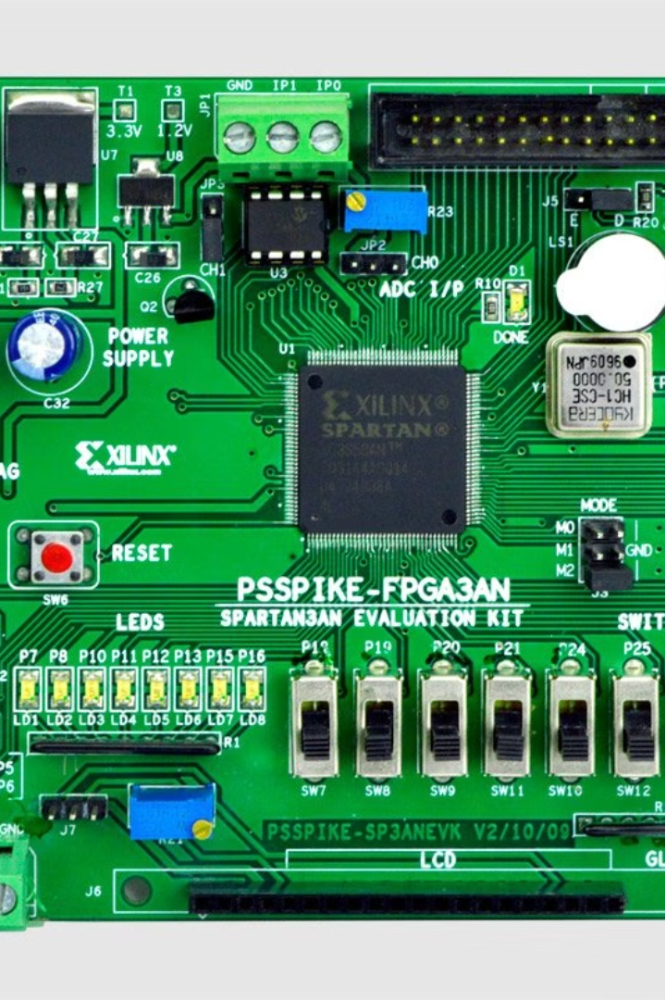 GND IP1 IP0
JP1
T1
T3
3.3V
1.2V
U7
U8
JP3
R23
J5
E D
R20
LS1
C27
JP2
CH0
CH1
C26
U3
ADC I/P
R27
R10
D1
DONE
Q2
POWER
SUPPLY
C32
U1
XILINX®
SPARTAN®
Y1
KYOCERA
HC1-CSE
50.0000
9609JPN
AG
XILINX®
www.xilinx.com
MODE
M0
M1
M2
GND
J3
RESET
SW6
PSSPIKE-FPGA3AN
SPARTAN3AN EVALUATION KIT
LEDS
SWIT
P7 P8 P10 P11 P12 P13 P15 P16
P18 P19 P20 P21 P24 P25
LD1 LD2 LD3 LD4 LD5 LD6 LD7 LD8
R1
P5
P6
SW7 SW8 SW9 SW11 SW10 SW12
J7
R21
GND
PSSPIKE-SP3ANEVK V2/10/09
LCD
GL
J6